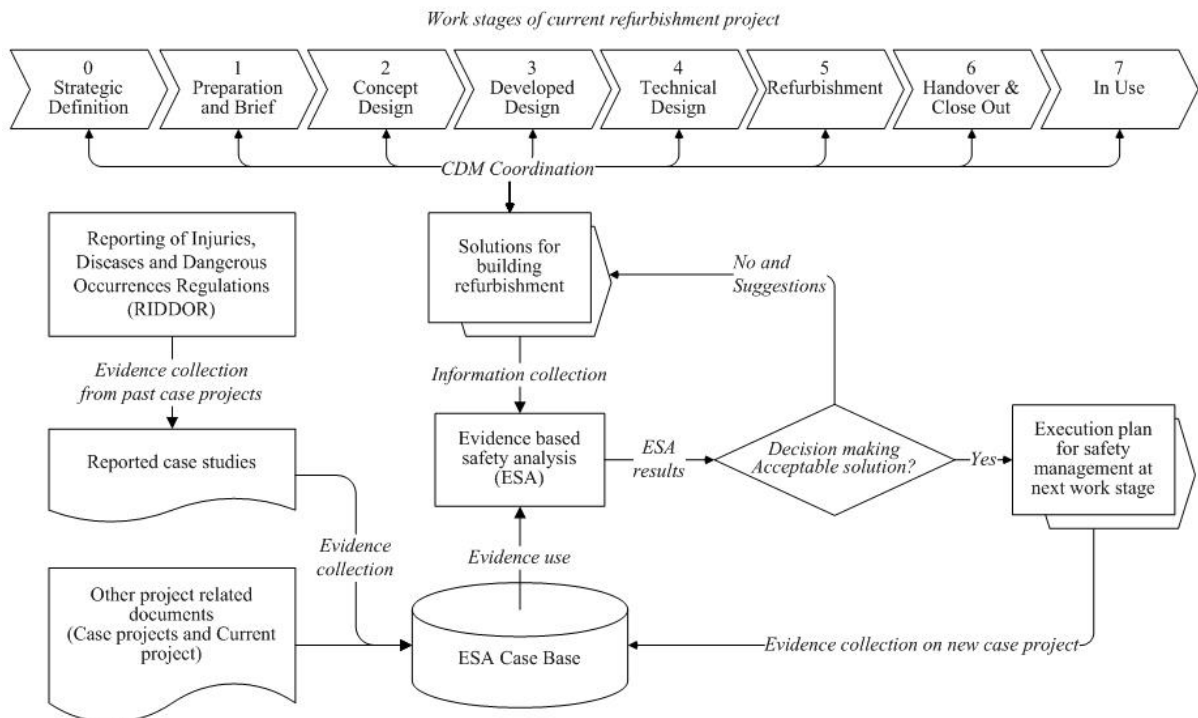 Work stages of current refurbishment project
0
Strategic
Definition
1
Preparation
and Brief
2
Concept
Design
3
Developed
Design
4
Technical
Design
5
Refurbishment
6
Handover &
Close Out
7
In Use
CDM Coordination
Reporting of Injuries,
Diseases and Dangerous
Occurrences Regulations
(RIDDOR)
Solutions for
building
refurbishment
No and
Suggestions
Evidence collection
from past case projects
Information collection
Reported case studies
Evidence based
safety analysis
(ESA)
ESA
results
Decision making
Acceptable solution?
Yes
Execution plan
for safety
management at
next work stage
Evidence
collection
Evidence use
Other project related
documents
(Case projects and Current
project)
ESA Case Base
Evidence collection on new case project